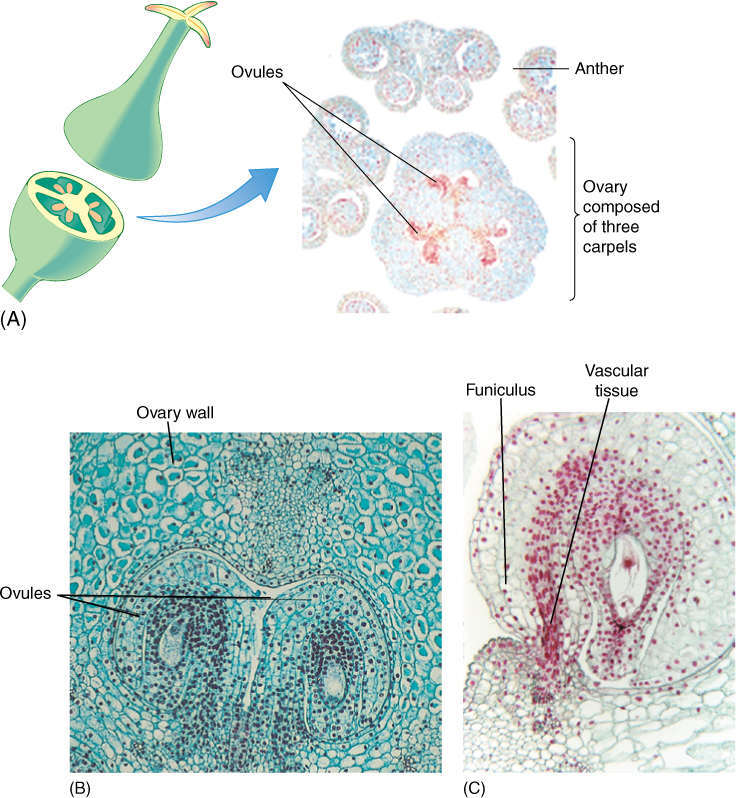 Ovules
Anther
Ovary
composed
of three
carpels
(A)
Ovary wall
Ovules
(B)
Funiculus
Vascular
tissue
(C)